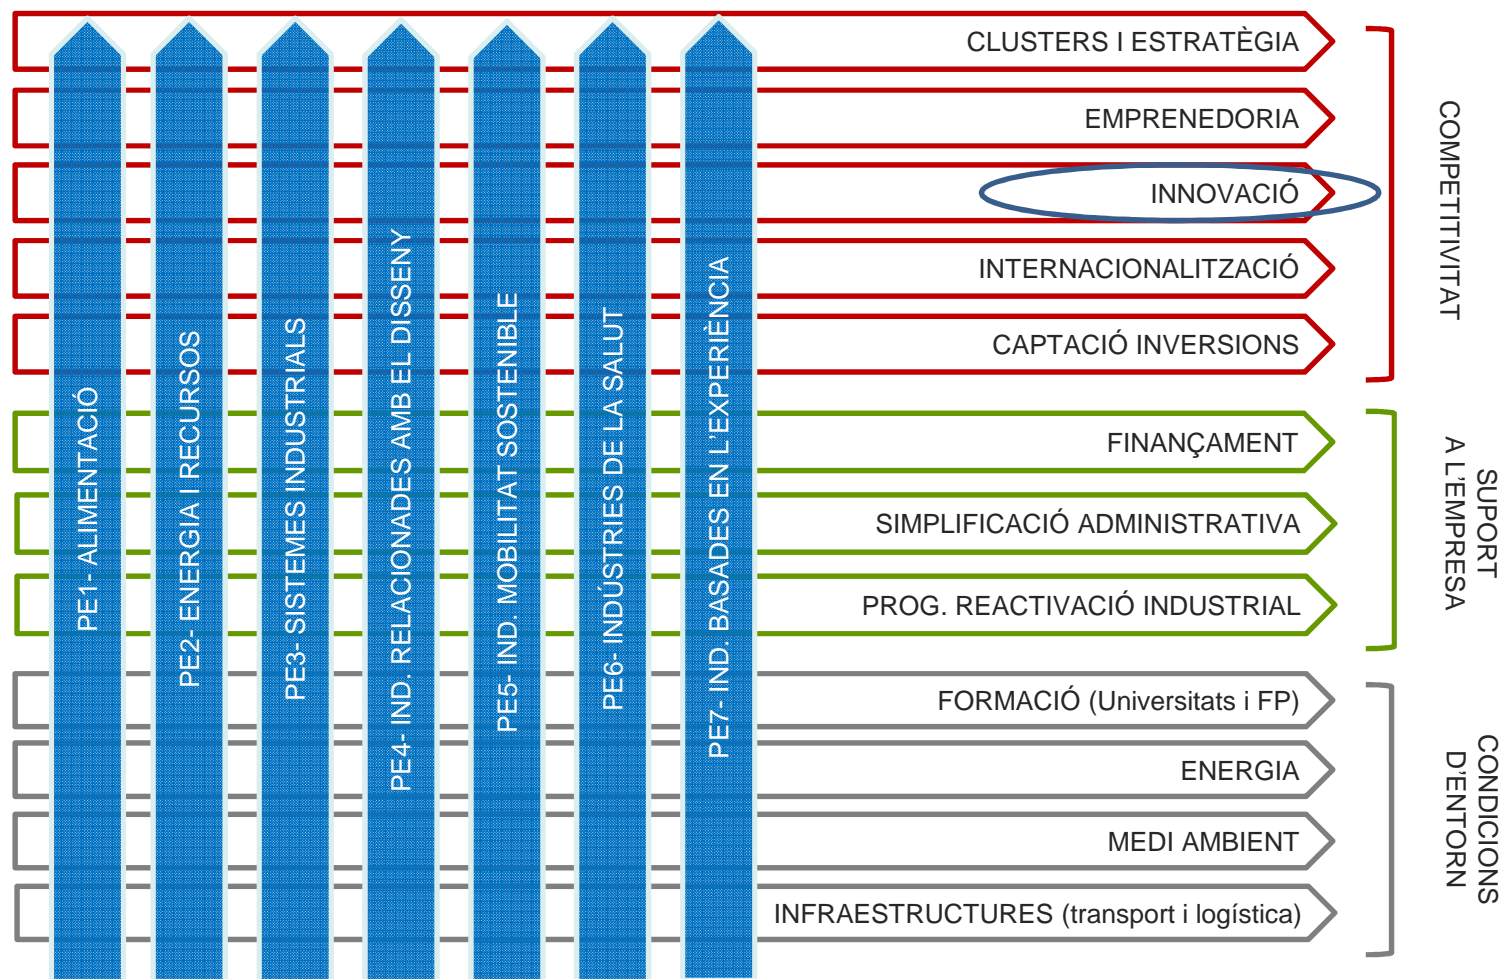 CLUSTERS I ESTRATÈGIA
EMPRENEDORIA
INNOVACIÓ
INTERNACIONALITZACIÓ
CAPTACIÓ INVERSIONS
COMPETITIVITAT
FINANÇAMENT
SIMPLIFICACIÓ ADMINISTRATIVA
PROG. REACTIVACIÓ INDUSTRIAL
SUPORT
A L'EMPRESA
FORMACIÓ (Universitats i FP)
ENERGIA
MEDI AMBIENT
INFRAESTRUCTURES (transport i logística)
CONDICIONS
D'ENTORN
PE1- ALIMENTACIÓ
PE2- ENERGIA I RECURSOS
PE3- SISTEMES INDUSTRIALS
PE4- IND. RELACIONADES AMB EL DISSENY
PE5- IND. MOBILITAT SOSTENIBLE
PE6- INDÚSTRIES DE LA SALUT
PE7- IND. BASADES EN L'EXPERIÈNCIA